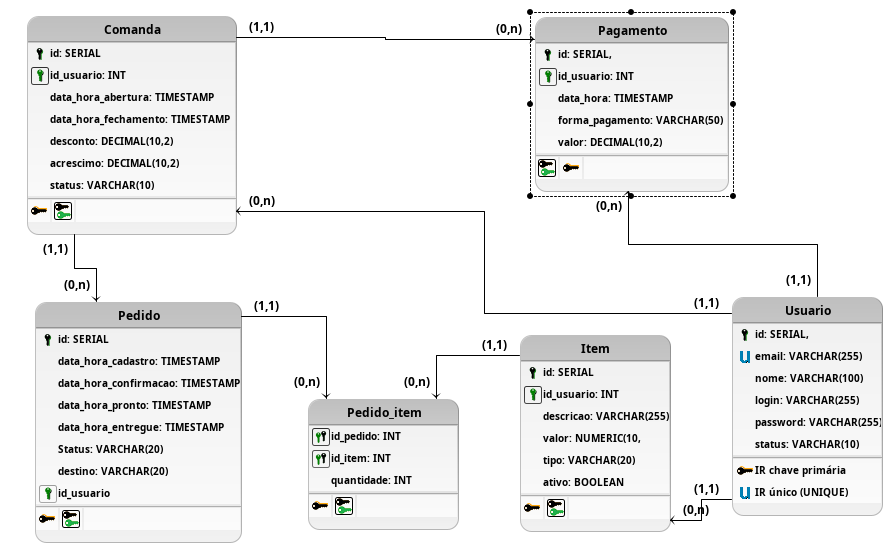 Comanda
id: SERIAL
id_usuario: INT
data_hora_abertura: TIMESTAMP
data_hora_fechamento: TIMESTAMP
desconto: DECIMAL(10,2)
acrescimo: DECIMAL(10,2)
status: VARCHAR(10)
(1,1)
(0,n)
Pagamento
id: SERIAL,
id_usuario: INT
data_hora: TIMESTAMP
forma_pagamento: VARCHAR(50)
valor: DECIMAL(10,2)
(0,n)
(0,n)
(1,1)
(0,n)
(1,1)
(1,1)
Pedido
id: SERIAL
data_hora_cadastro: TIMESTAMP
data_hora_confirmacao: TIMESTAMP
data_hora_pronto: TIMESTAMP
data_hora_entregue: TIMESTAMP
Status: VARCHAR(20)
destino: VARCHAR(20)
id_usuario
(1,1)
(0,n)
Pedido_item
id_pedido: INT
id_item: INT
quantidade: INT
(0,n)
(1,1)
Item
id: SERIAL
id_usuario: INT
descricao: VARCHAR(255)
valor: NUMERIC(10,
tipo: VARCHAR(20)
ativo: BOOLEAN
Usuario
id: SERIAL,
email: VARCHAR(255)
nome: VARCHAR(100)
login: VARCHAR(255)
password: VARCHAR(255)
status: VARCHAR(10)
IR chave primária
IR único (UNIQUE)
(1,1)
(0,n)